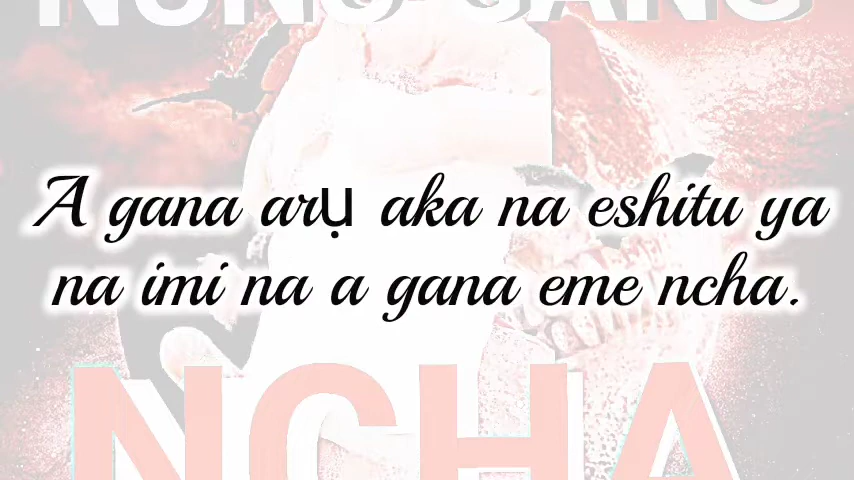 A gana arụ aka na eshitu ya
na imi na a gana eme ncha.
NCHA